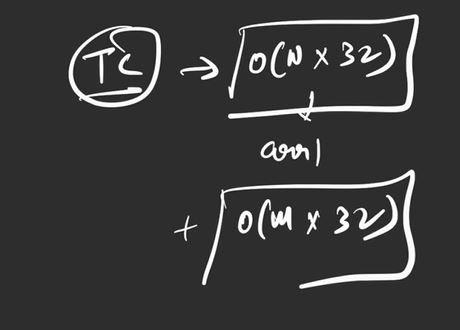 TC → O(N x 32)
arr1
+ O(M x 32)